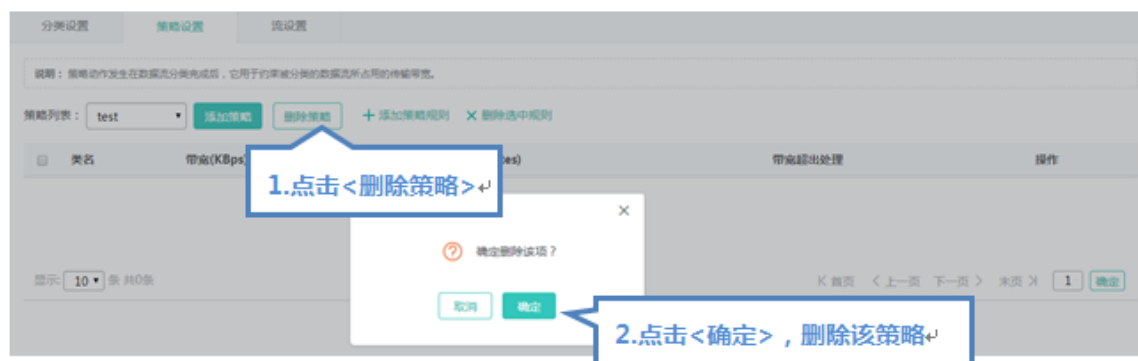 分类设置 策略设置 流设置
说明： 策略动作发生在数据流分类完成后，它用于约束被分类的数据流所占用的传输带宽。
策略列表： test 添加策略 删除策略 + 添加策略规则 × 删除选中规则
类名 带宽(KBps) es) 带宽超出处理 操作
1.点击<删除策略>↵
确定删除该项？
显示: 10 条 共0条 首页 上一页 下一页 末页 1 确定
取消 确定
2.点击<确定>，删除该策略↵